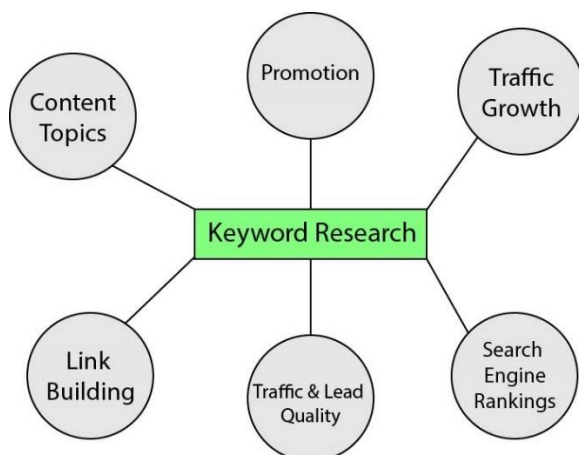 Promotion
Traffic
Growth
Content
Topics
Keyword Research
Link
Building
Traffic & Lead
Quality
Search
Engine
Rankings